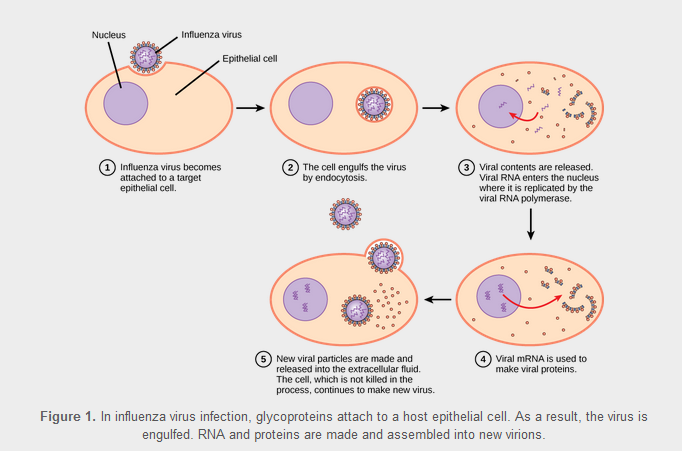 Nucleus
Influenza virus
Epithelial cell
1 Influenza virus becomes
attached to a target
epithelial cell.
2 The cell engulfs the virus
by endocytosis.
3 Viral contents are released.
Viral RNA enters the nucleus
where it is replicated by the
viral RNA polymerase.
5 New viral particles are made and
released into the extracellular fluid.
The cell, which is not killed in the
process, continues to make new virus.
4 Viral mRNA is used to
make viral proteins.
Figure 1. In influenza virus infection, glycoproteins attach to a host epithelial cell. As a result, the virus is
engulfed. RNA and proteins are made and assembled into new virions.